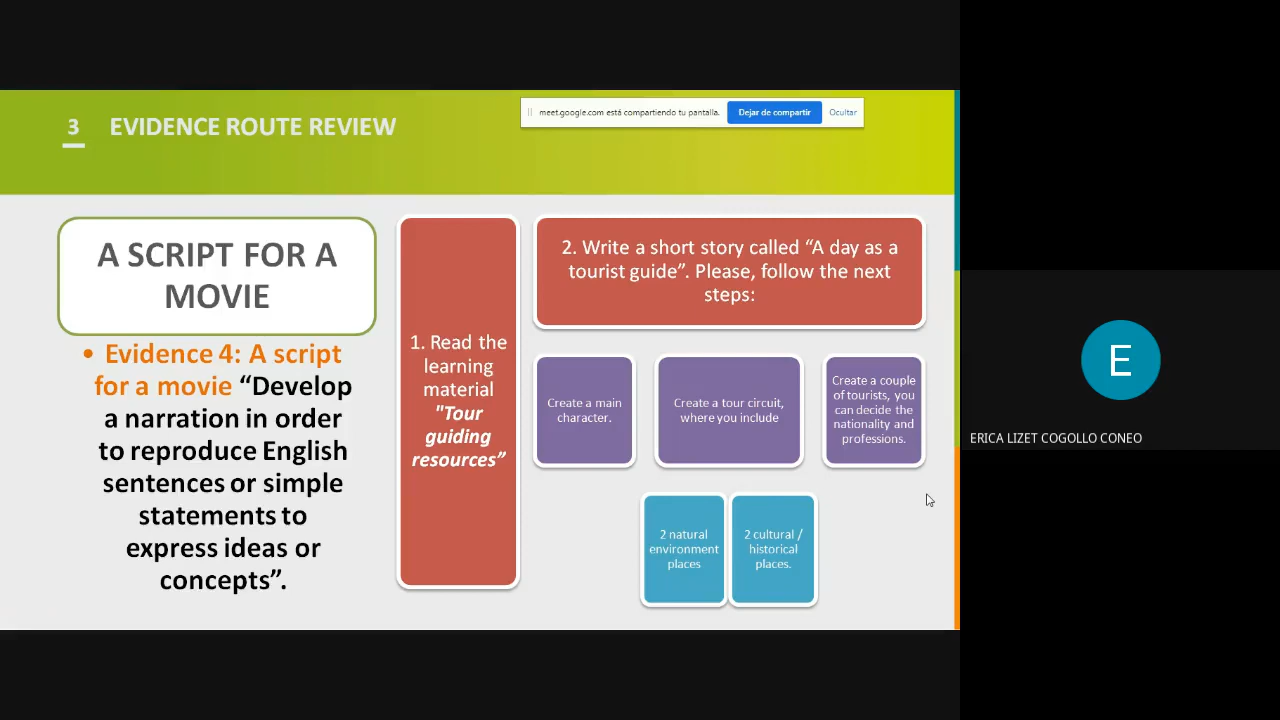 3 EVIDENCE ROUTE REVIEW
meet.google.com está compartiendo tu pantalla. Dejar de compartir Ocultar
A SCRIPT FOR A
MOVIE
• Evidence 4: A script
for a movie “Develop
a narration in order
to reproduce English
sentences or simple
statements to
express ideas or
concepts”.
1. Read the
learning
material
"Tour
guiding
resources”
2. Write a short story called “A day as a
tourist guide”. Please, follow the next
steps:
Create a main
character.
Create a tour circuit,
where you include
Create a couple
of tourists, you
can decide the
nationality and
professions.
2 natural
environment
places
2 cultural /
historical
places.
E
ERICA LIZET COGOLLO CONEO